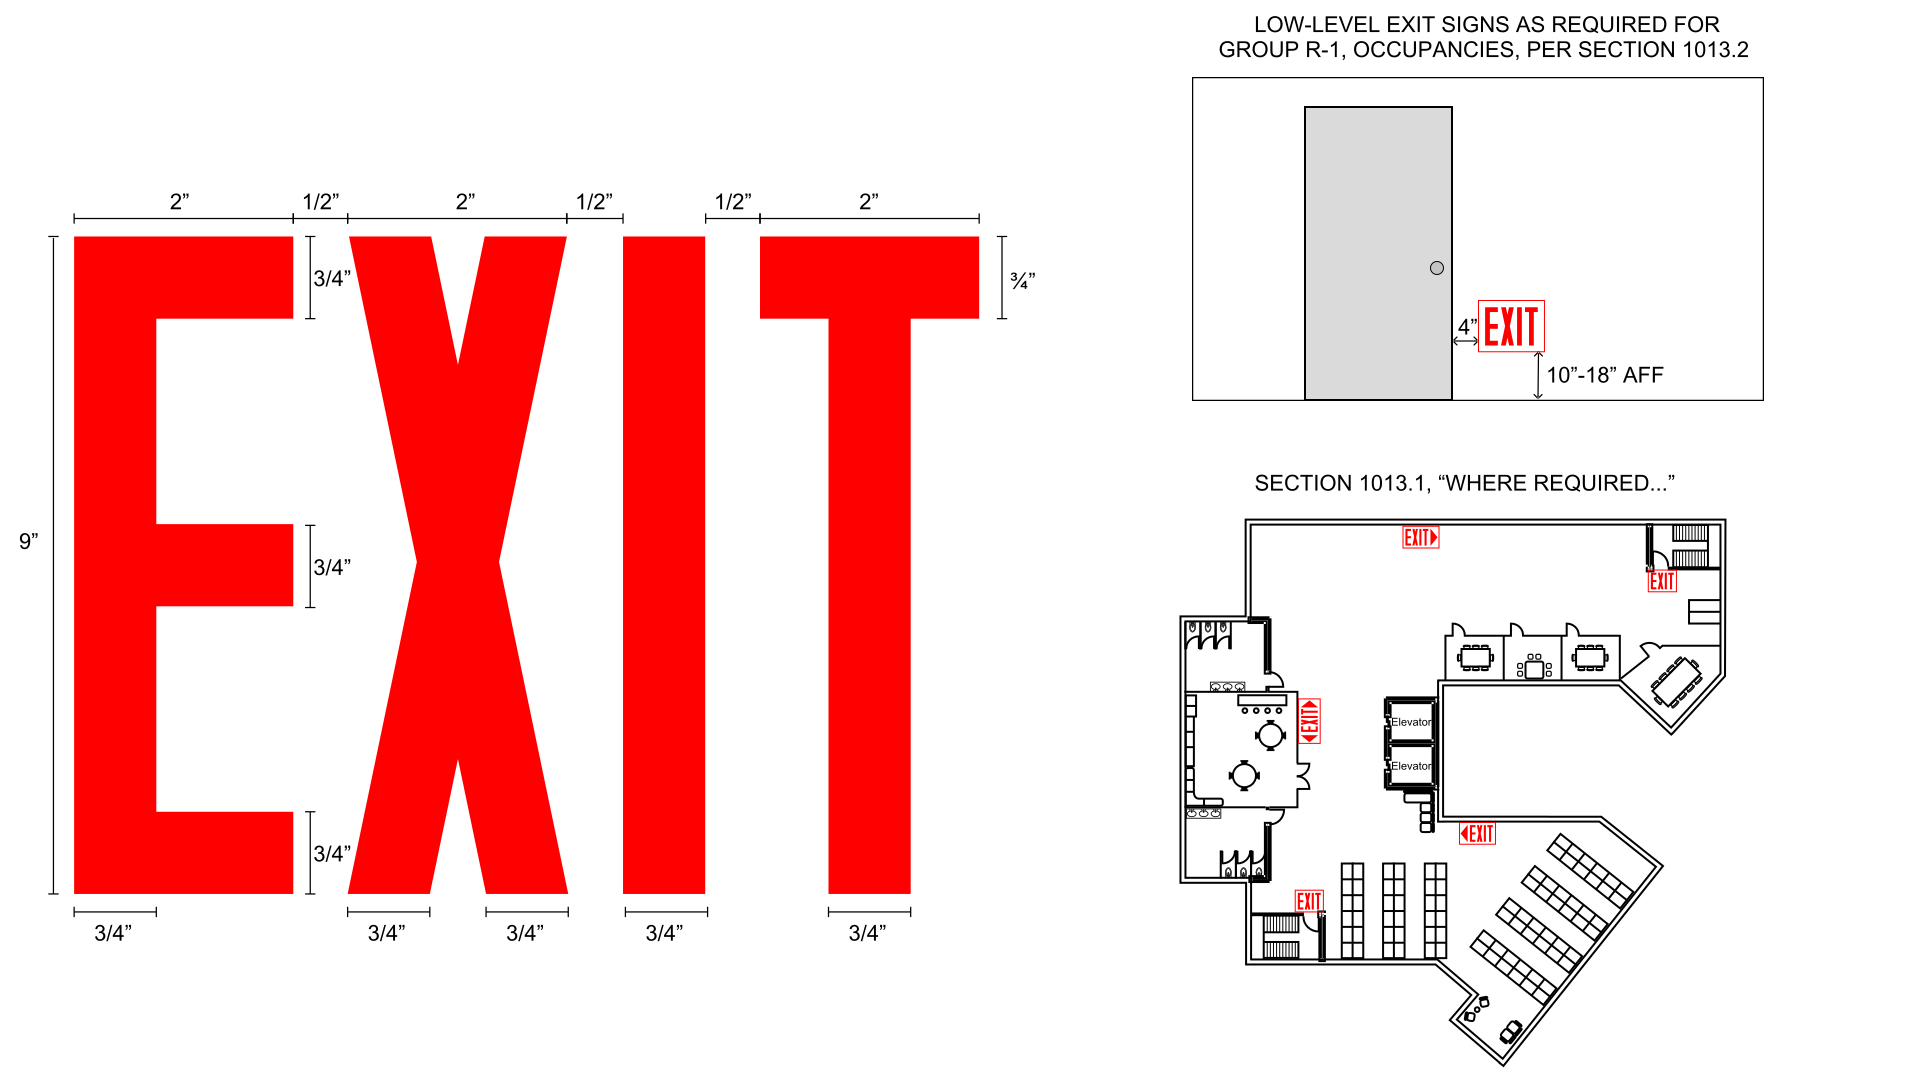 2” 1/2” 2” 1/2” 1/2” 2”
EXIT
9”
3/4”
3/4”
3/4”
¾”
3/4” 3/4” 3/4” 3/4” 3/4”
LOW-LEVEL EXIT SIGNS AS REQUIRED FOR
GROUP R-1, OCCUPANCIES, PER SECTION 1013.2
4”
EXIT
10”-18” AFF
SECTION 1013.1, “WHERE REQUIRED...”
EXIT
EXIT
EXIT
Elevator
Elevator
EXIT
EXIT